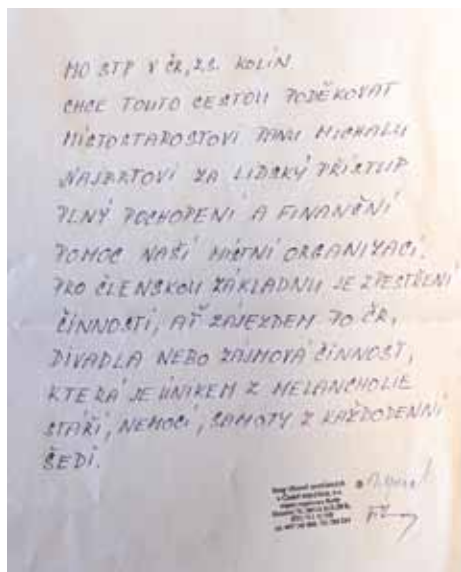 MO STP V ČR, Z.S. KOLÍN
CHCE TOUTO CESTOU PODĚKOVAT
MÍSTOSTAROSTOVI PANU MICHALU
NAJBRTOVI ZA LIDSKÝ PŘÍSTUP
PLNÝ POCHOPENÍ A FINANČNÍ
POMOC NAŠÍ MÍSTNÍ ORGANIZACI.
PRO ČLENSKOU ZÁKLADNU JE ZPESTŘENÍ
ČINNOSTI, AŤ ZÁJEZDEM PO ČR,
DIVADLA NEBO ZÁJMOVÁ ČINNOST,
KTERÁ JE ÚNIKEM Z MELANCHOLIE
STÁŘÍ, NEMOCÍ, SAMOTY Z KAŽDODENNÍ
ŠEDI.